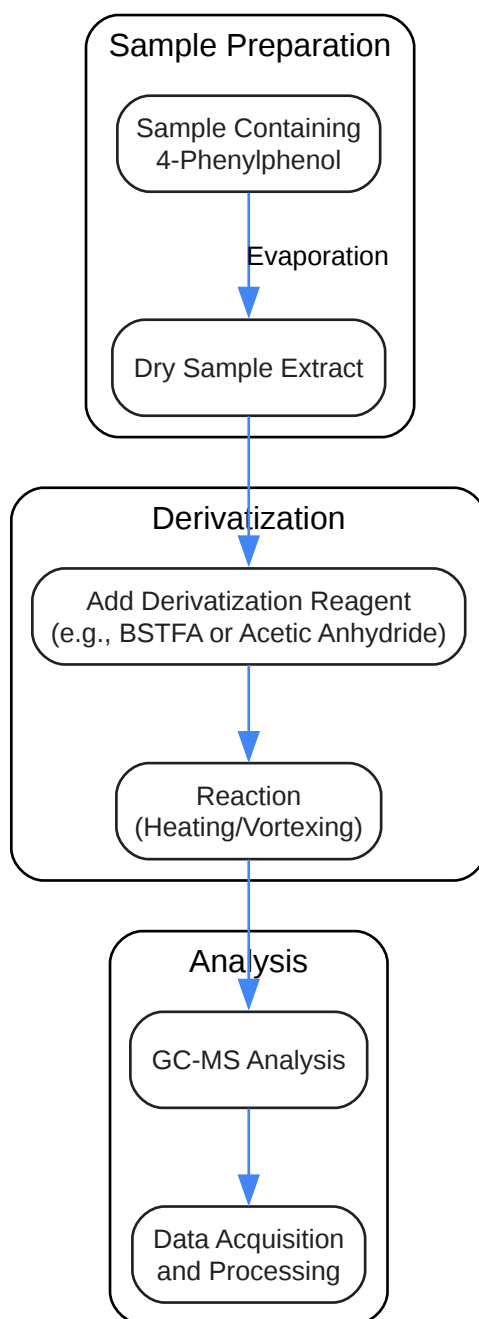 Sample Preparation
Sample Containing
4-Phenylphenol
Evaporation
Dry Sample Extract
Derivatization
Add Derivatization Reagent
(e.g., BSTFA or Acetic Anhydride)
Reaction
(Heating/Vortexing)
Analysis
GC-MS Analysis
Data Acquisition
and Processing